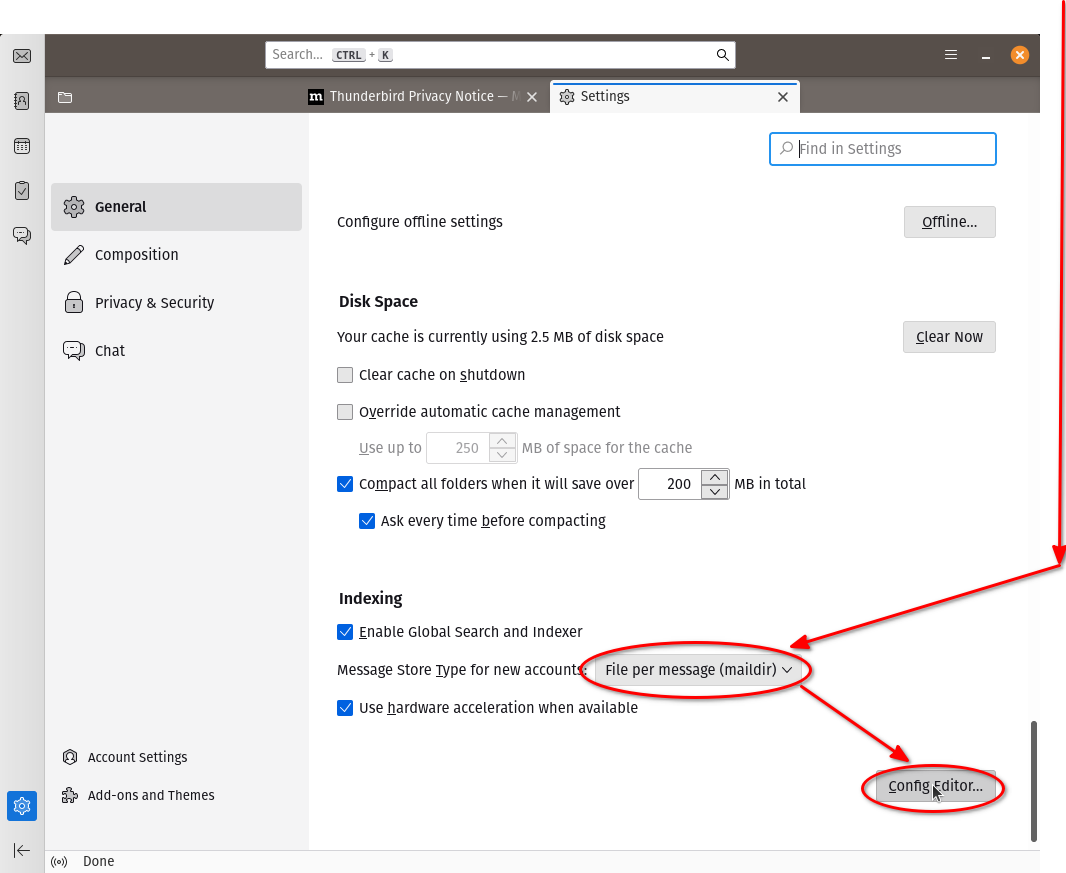 Search... CTRL + K
m Thunderbird Privacy Notice —
Settings
Find in Settings
General
Composition
Privacy & Security
Chat
Configure offline settings
Offline...
Disk Space
Your cache is currently using 2.5 MB of disk space
Clear Now
Clear cache on shutdown
Override automatic cache management
Use up to 250 MB of space for the cache
Compact all folders when it will save over 200 MB in total
Ask every time before compacting
Indexing
Enable Global Search and Indexer
Message Store Type for new accounts: File per message (maildir)
Use hardware acceleration when available
Config Editor...
Account Settings
Add-ons and Themes
Done